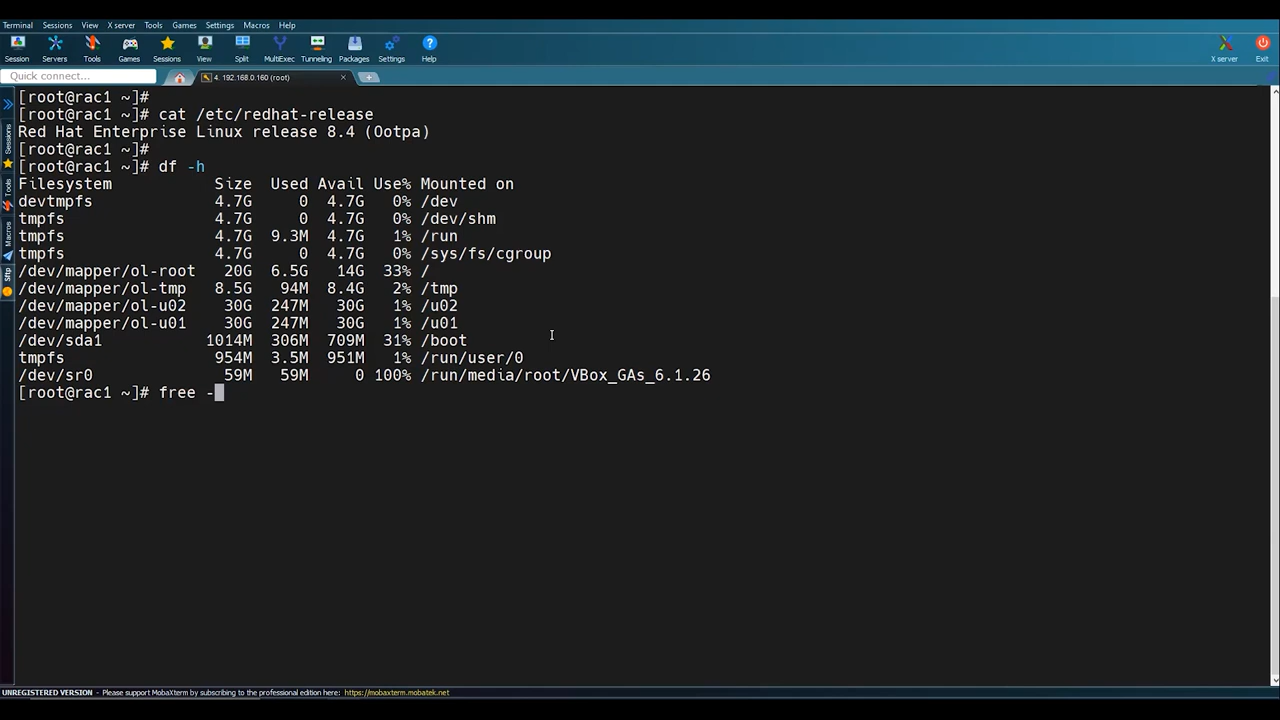 Terminal Sessions View X server Tools Games Settings Macros Help
Session Servers Tools Games Sessions View Split MultiExec Tunneling Packages Settings Help X server Exit
Quick connect... 4. 192.168.0.160 (root)
Sessions
Tools
Macros
Sftp
[root@rac1 ~]#
[root@rac1 ~]# cat /etc/redhat-release
Red Hat Enterprise Linux release 8.4 (Ootpa)
[root@rac1 ~]#
[root@rac1 ~]# df -h
Filesystem Size Used Avail Use% Mounted on
devtmpfs 4.7G 0 4.7G 0% /dev
tmpfs 4.7G 0 4.7G 0% /dev/shm
tmpfs 4.7G 9.3M 4.7G 1% /run
tmpfs 4.7G 0 4.7G 0% /sys/fs/cgroup
/dev/mapper/ol-root 20G 6.5G 14G 33% /
/dev/mapper/ol-tmp 8.5G 94M 8.4G 2% /tmp
/dev/mapper/ol-u02 30G 247M 30G 1% /u02
/dev/mapper/ol-u01 30G 247M 30G 1% /u01
/dev/sda1 1014M 306M 709M 31% /boot
tmpfs 954M 3.5M 951M 1% /run/user/0
/dev/sr0 59M 59M 0 100% /run/media/root/VBox_GAs_6.1.26
[root@rac1 ~]# free -
UNREGISTERED VERSION - Please support MobaXterm by subscribing to the professional edition here: https://mobaxterm.mobatek.net